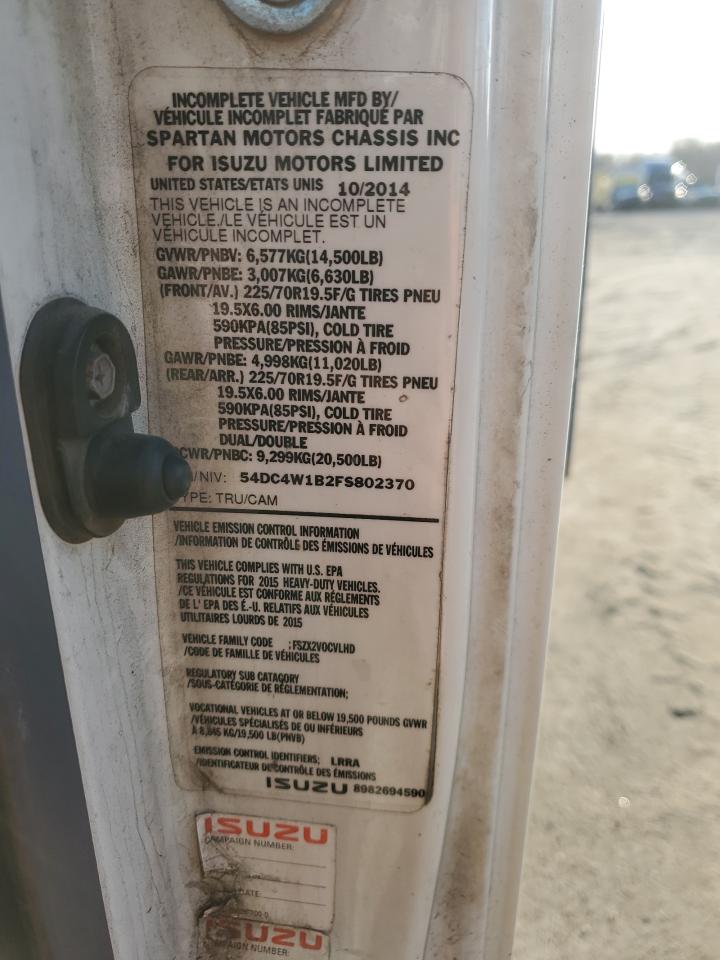 INCOMPLETE VEHICLE MFD BY/
VÉHICULE INCOMPLET FABRIQUÉ PAR
SPARTAN MOTORS CHASSIS INC
FOR ISUZU MOTORS LIMITED
UNITED STATES/ETATS UNIS 10/2014
THIS VEHICLE IS AN INCOMPLETE
VEHICLE./LE VÉHICULE EST UN
VÉHICULE INCOMPLET.
GVWR/PNBV: 6,577KG(14,500LB)
GAWR/PNBE: 3,007KG(6,630LB)
(FRONT/AV.) 225/70R19.5F/G TIRES PNEU
19.5X6.00 RIMS/JANTE
590KPA(85PSI), COLD TIRE
PRESSURE/PRESSION À FROID
GAWR/PNBE: 4,998KG(11,020LB)
(REAR/ARR.) 225/70R19.5F/G TIRES PNEU
19.5X6.00 RIMS/JANTE
590KPA(85PSI), COLD TIRE
PRESSURE/PRESSION À FROID
DUAL/DOUBLE
CWR/PNBC: 9,299KG(20,500LB)
/NIV: 54DC4W1B2FS802370
YPE: TRU/CAM
VEHICLE EMISSION CONTROL INFORMATION
/INFORMATION DE CONTRÔLE DES ÉMISSIONS DE VÉHICULES
THIS VEHICLE COMPLIES WITH U.S. EPA
REGULATIONS FOR 2015 HEAVY-DUTY VEHICLES.
/CE VÉHICULE EST CONFORME AUX RÈGLEMENTS
DE L' EPA DES É.-U. RELATIFS AUX VÉHICULES
UTILITAIRES LOURDS DE 2015
VEHICLE FAMILY CODE : FSZX2VOCVLHD
/CODE DE FAMILLE DE VÉHICULES
REGULATORY SUB CATAGORY
/SOUS-CATÉGORIE DE RÉGLEMENTATION;
VOCATIONAL VEHICLES AT OR BELOW 19,500 POUNDS GVWR
/VÉHICULES SPÉCIALISÉS DE OU INFÉRIEURS
À 8,845 KG/19,500 LB(PNVB)
EMISSION CONTROL IDENTIFIERS; LRRA
/IDENTIFICATEUR DE CONTRÔLE DES ÉMISSIONS
ISUZU 8982694590
ISUZU
CAMPAIGN NUMBER:
DATE:
ISUZU
CAMPAIGN NUMBER: